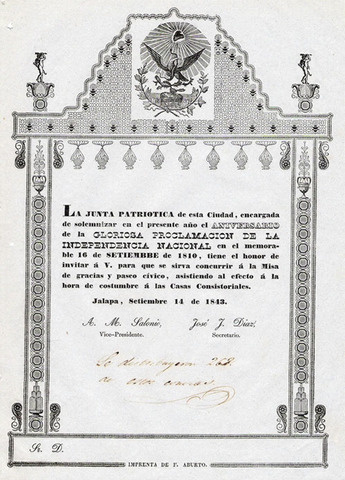 LA JUNTA PATRIOTICA de esta Ciudad, encargada
de solemnizar en el presente año el ANIVERSARIO
de la GLORIOSA PROCLAMACION DE LA
INDEPENDENCIA NACIONAL en el memora-
ble 16 de SETIEMBRE de 1810, tiene el honor de
invitar á V. para que se sirva concurrir á la Misa
de gracias y paseo cívico, asistiendo al efecto á la
hora de costumbre á las Casas Consistoriales.
Jalapa, Setiembre 14 de 1843.
A. M. Salonio, José J. Diaz,
Vice-Presidente. Secretario.
268
Sr. D.
IMPRENTA DE F. ABURTO.